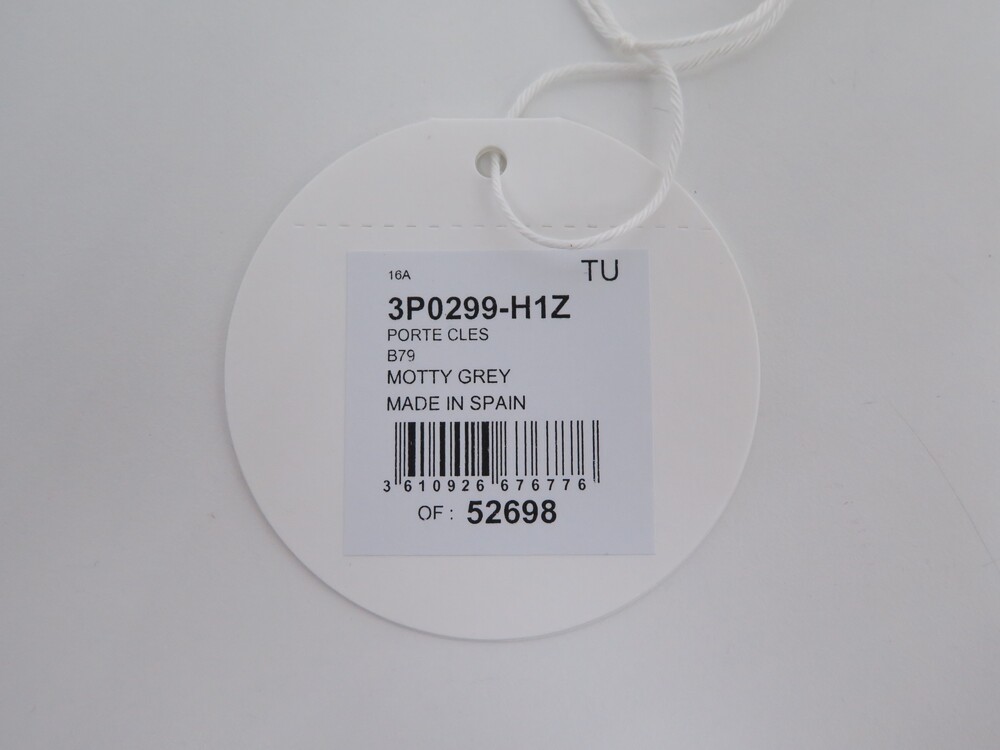 16A TU
3P0299-H1Z
PORTE CLES
B79
MOTTY GREY
MADE IN SPAIN
3 610926 676776
OF : 52698